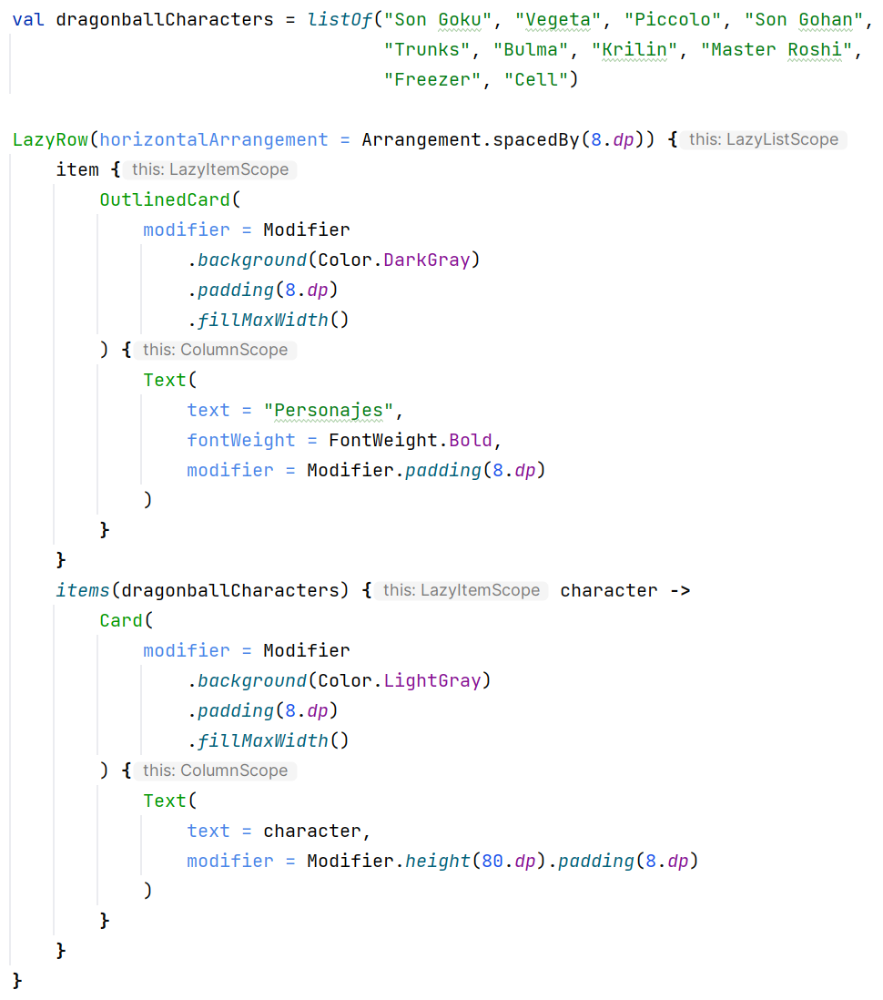 val dragonballCharacters = listOf("Son Goku", "Vegeta", "Piccolo", "Son Gohan",
                                  "Trunks", "Bulma", "Krilin", "Master Roshi",
                                  "Freezer", "Cell")

LazyRow(horizontalArrangement = Arrangement.spacedBy(8.dp)) { this: LazyListScope
    item { this: LazyItemScope
        OutlinedCard(
            modifier = Modifier
                .background(Color.DarkGray)
                .padding(8.dp)
                .fillMaxWidth()
        ) { this: ColumnScope
            Text(
                text = "Personajes",
                fontWeight = FontWeight.Bold,
                modifier = Modifier.padding(8.dp)
            )
        }
    }
    items(dragonballCharacters) { this: LazyItemScope character ->
        Card(
            modifier = Modifier
                .background(Color.LightGray)
                .padding(8.dp)
                .fillMaxWidth()
        ) { this: ColumnScope
            Text(
                text = character,
                modifier = Modifier.height(80.dp).padding(8.dp)
            )
        }
    }
}